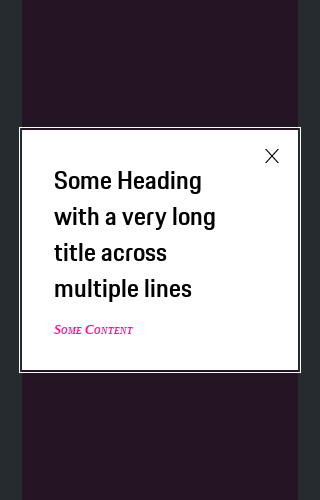 Some Heading
with a very long
title across
multiple lines
Some Content